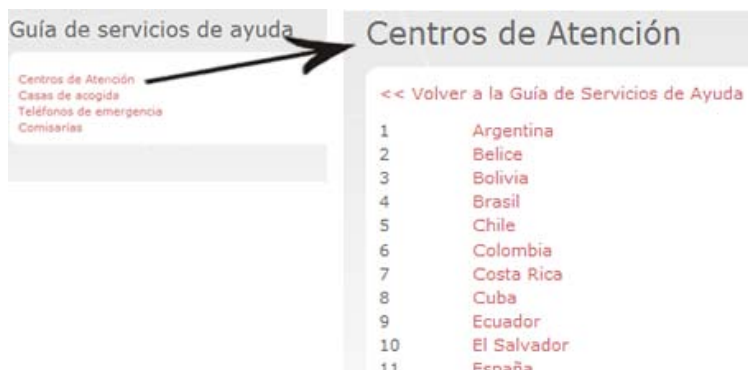 Guía de servicios de ayuda
Centros de Atención
Casas de acogida
Teléfonos de emergencia
Comisarías
Centros de Atención
<< Volver a la Guía de Servicios de Ayuda
1 Argentina
2 Belice
3 Bolivia
4 Brasil
5 Chile
6 Colombia
7 Costa Rica
8 Cuba
9 Ecuador
10 El Salvador
11 España